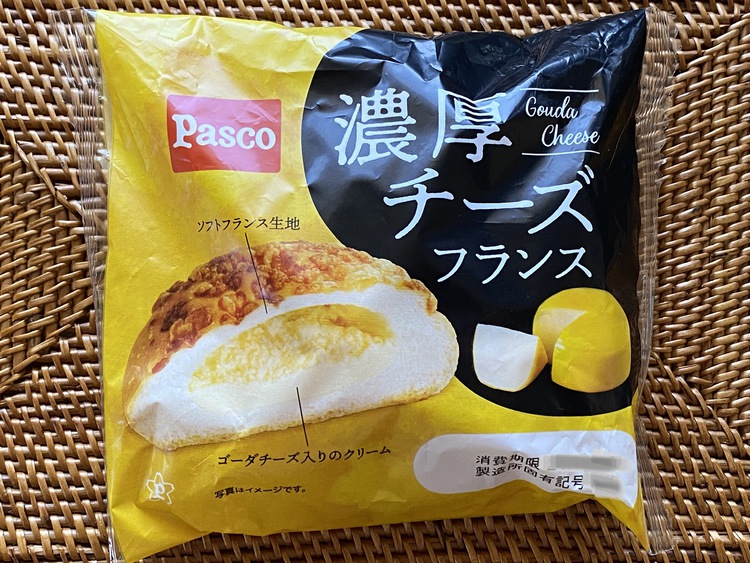 Pasco
濃厚
チーズ
フランス
Gouda
Cheese
ソフトフランス生地
ゴーダチーズ入りのクリーム
写真はイメージです。
消費期限
製造所固有記号
P